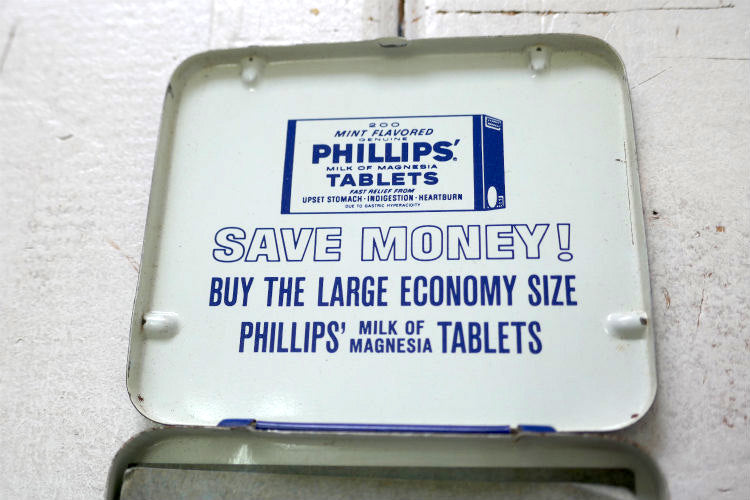 200
MINT FLAVORED
GENUINE
PHILLIPS'®
MILK OF MAGNESIA
TABLETS
FAST RELIEF FROM
UPSET STOMACH·INDIGESTION·HEARTBURN
DUE TO GASTRIC HYPERACIDITY
SAVE MONEY!
BUY THE LARGE ECONOMY SIZE
PHILLIPS' MILK OF MAGNESIA TABLETS